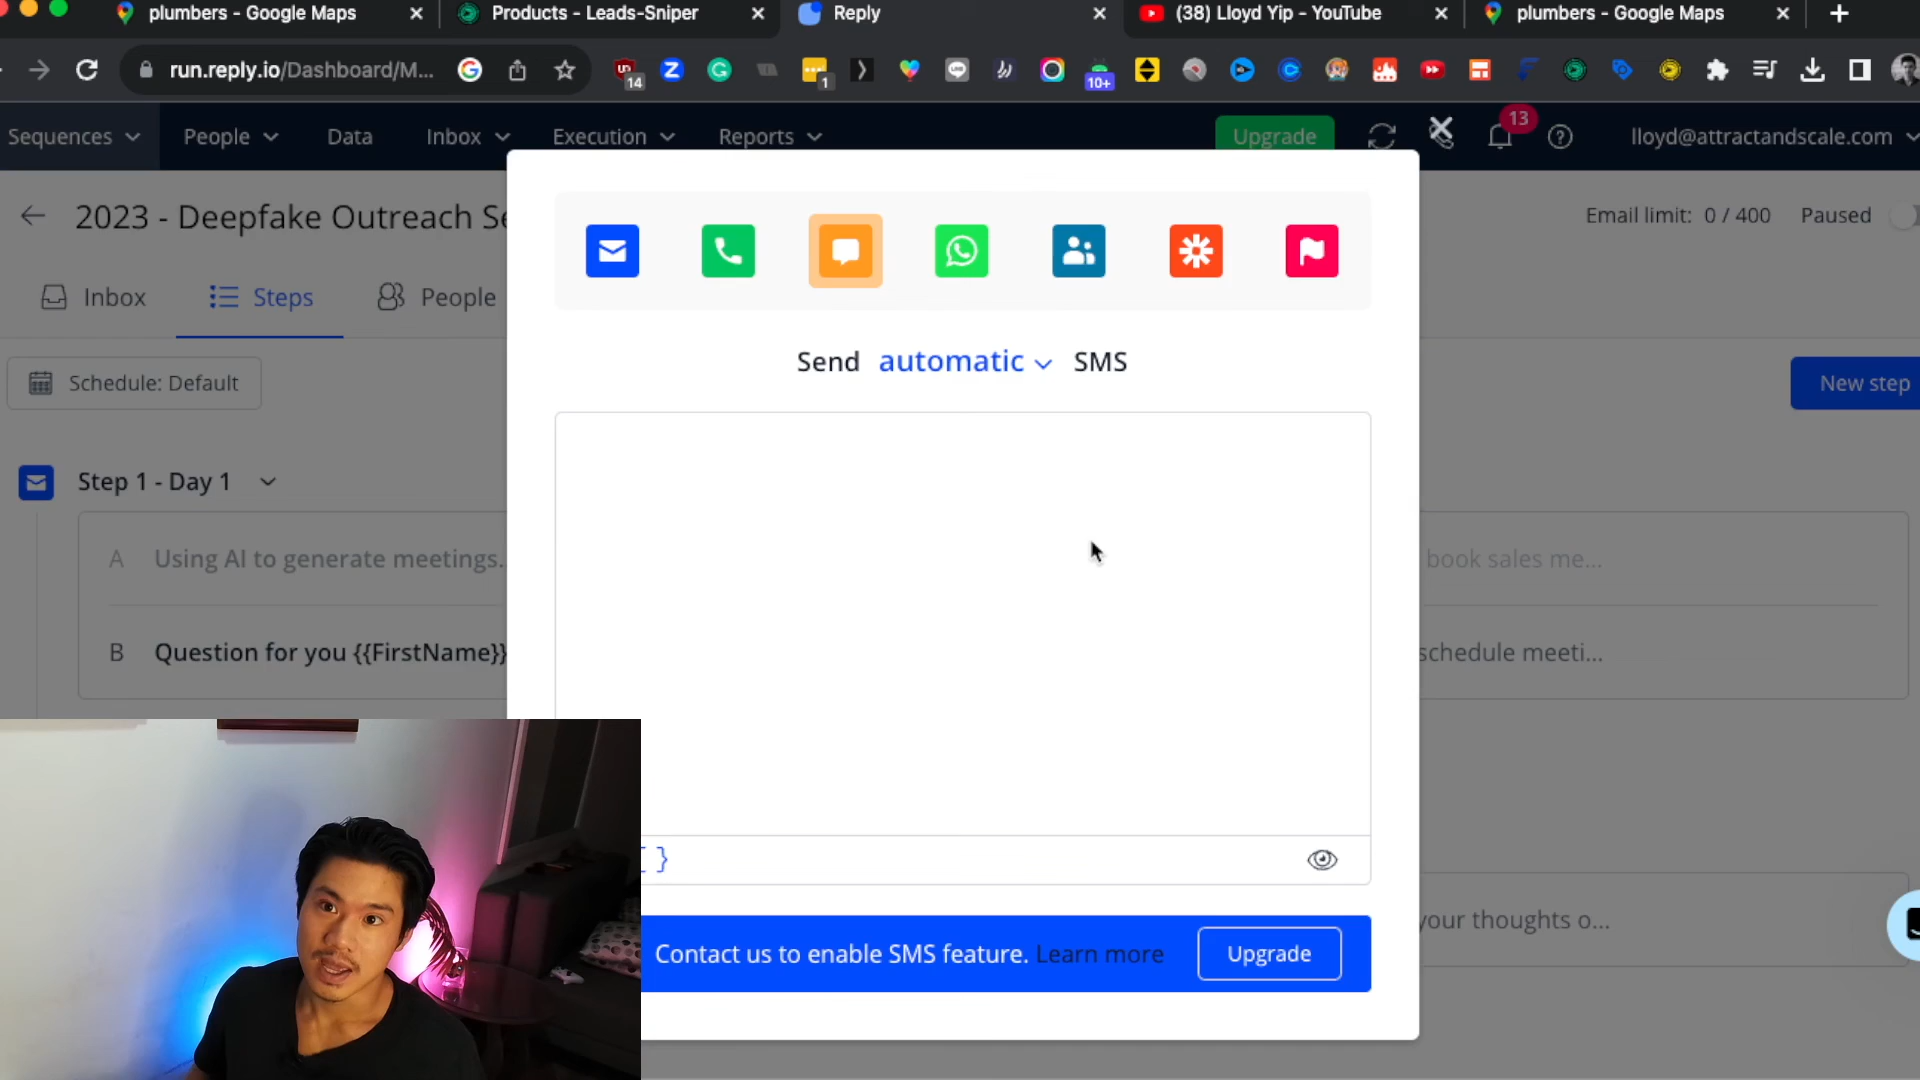 plumbers - Google Maps
Products - Leads-Sniper
Reply
(38) Lloyd Yip - YouTube
plumbers - Google Maps
run.reply.io/Dashboard/M...
14
1
10+
Sequences
People
Data
Inbox
Execution
Reports
Upgrade
13
lloyd@attractandscale.com
2023 - Deepfake Outreach Se
Email limit: 0 / 400
Paused
Inbox
Steps
People
Send automatic SMS
Schedule: Default
New step
Step 1 - Day 1
A Using AI to generate meetings.
book sales me...
B Question for you {{FirstName}}
schedule meeti...
your thoughts o...
Contact us to enable SMS feature. Learn more
Upgrade